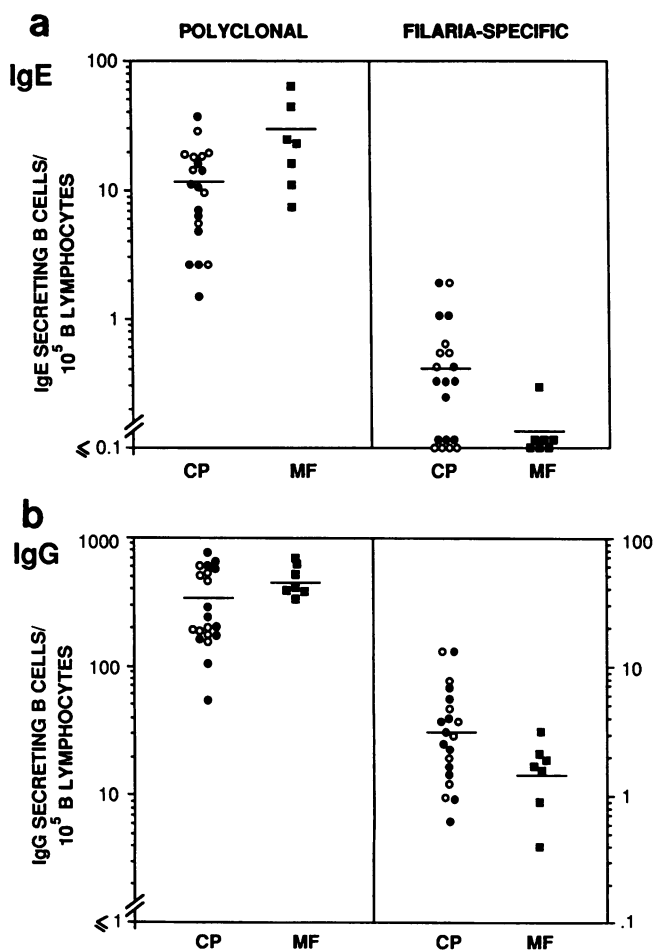 a
POLYCLONAL FILARIA-SPECIFIC
IgE
IgE SECRETING B CELLS/
10⁵ B LYMPHOCYTES
100
10
1
≤ 0.1
CP MF CP MF
b
IgG
IgG SECRETING B CELLS/
10⁵ B LYMPHOCYTES
1000
100
10
≤ 1
100
10
1
.1
CP MF CP MF